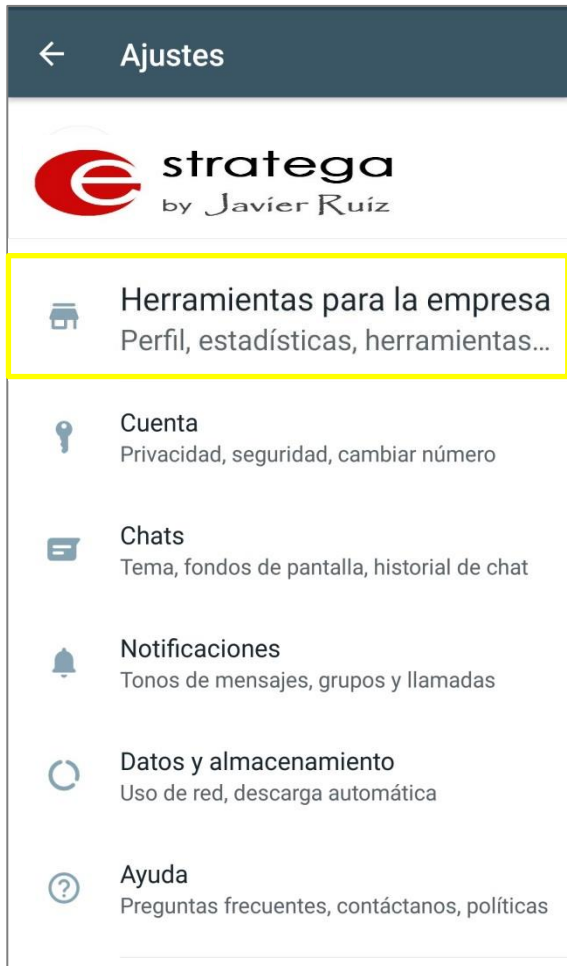 Ajustes
e
stratega
by Javier Ruíz
Herramientas para la empresa
Perfil, estadísticas, herramientas...
Cuenta
Privacidad, seguridad, cambiar número
Chats
Tema, fondos de pantalla, historial de chat
Notificaciones
Tonos de mensajes, grupos y llamadas
Datos y almacenamiento
Uso de red, descarga automática
Ayuda
Preguntas frecuentes, contáctanos, políticas